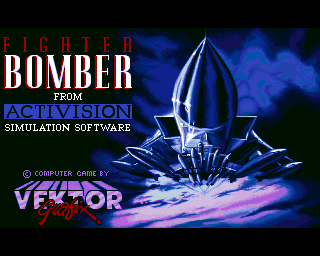 FIGHTER
BOMBER
FROM
ACTIVISION
SIMULATION SOFTWARE
© COMPUTER GAME BY
VEKTOR
Grafix